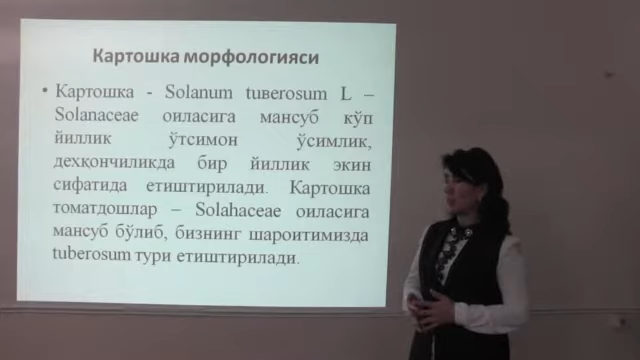 Картошка морфологияси
• Картошка - Solanum tuвerosum L –
Solanaceae оиласига мансуб кўп
йиллик ўтсимон ўсимлик,
деҳқончиликда бир йиллик экин
сифатида етиштирилади. Картошка
томатдошлар – Solahaceae оиласига
мансуб бўлиб, бизнинг шароитимизда
tuberosum тури етиштирилади.